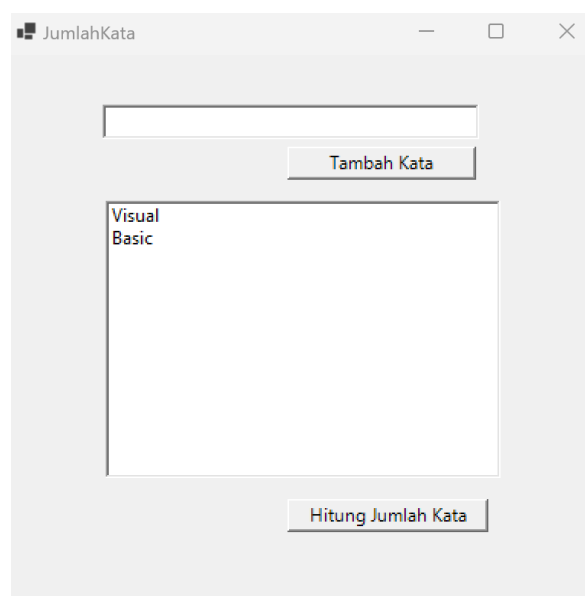 JumlahKata
Tambah Kata
Visual
Basic
Hitung Jumlah Kata